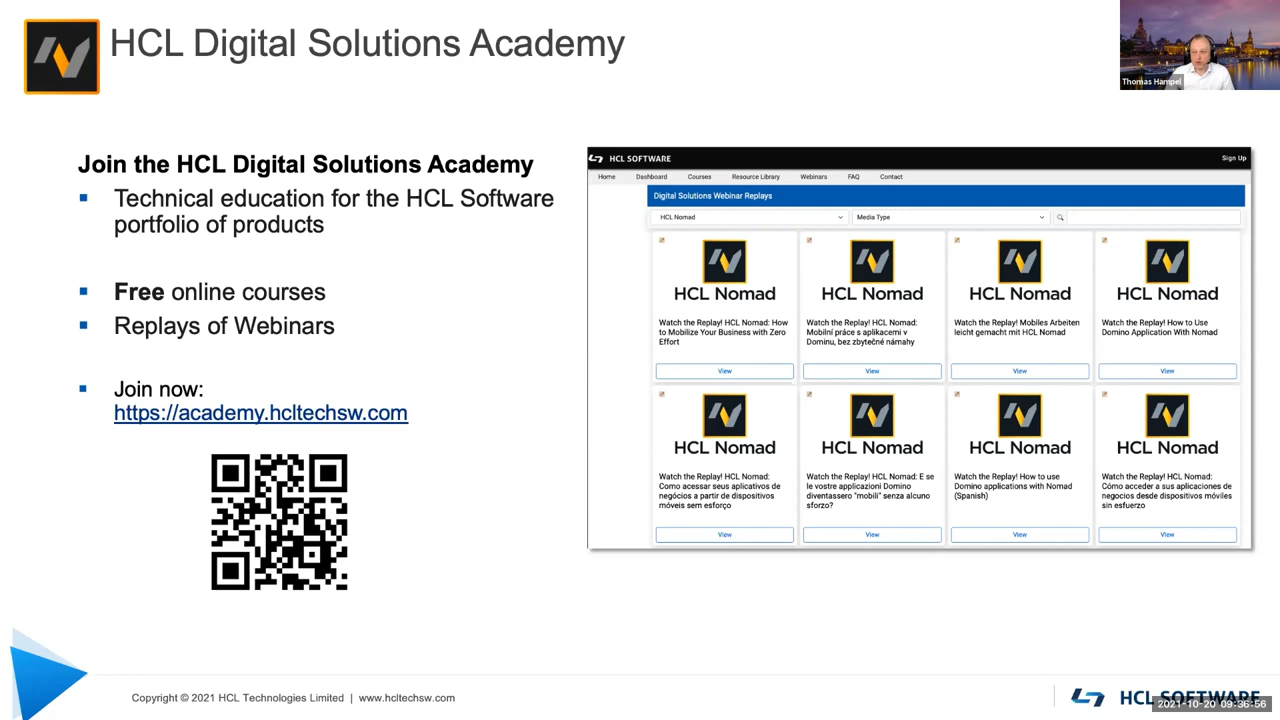 HCL Digital Solutions Academy
Thomas Hampel
Join the HCL Digital Solutions Academy
Technical education for the HCL Software
portfolio of products
Free online courses
Replays of Webinars
Join now:
https://academy.hcltechsw.com
HCL SOFTWARE
Sign Up
Home Dashboard Courses Resource Library Webinars FAQ Contact
Digital Solutions Webinar Replays
HCL Nomad Media Type
HCL Nomad
Watch the Replay! HCL Nomad: How
to Mobilize Your Business with Zero
Effort
View
HCL Nomad
Watch the Replay! HCL Nomad:
Mobilní práce s aplikacemi v
Dominu, bez zbytečné námahy
View
HCL Nomad
Watch the Replay! Mobiles Arbeiten
leicht gemacht mit HCL Nomad
View
HCL Nomad
Watch the Replay! How to Use
Domino Application With Nomad
View
HCL Nomad
Watch the Replay! HCL Nomad:
Como acessar seus aplicativos de
negócios a partir de dispositivos
móveis sem esforço
View
HCL Nomad
Watch the Replay! HCL Nomad: E se
le vostre applicazioni Domino
diventassero "mobili" senza alcuno
sforzo?
View
HCL Nomad
Watch the Replay! How to use
Domino applications with Nomad
(Spanish)
View
HCL Nomad
Watch the Replay! HCL Nomad:
Cómo acceder a sus aplicaciones de
negocios desde dispositivos móviles
sin esfuerzo
View
Copyright © 2021 HCL Technologies Limited | www.hcltechsw.com
HCL SOFTWARE
2021-10-20 09:36:56